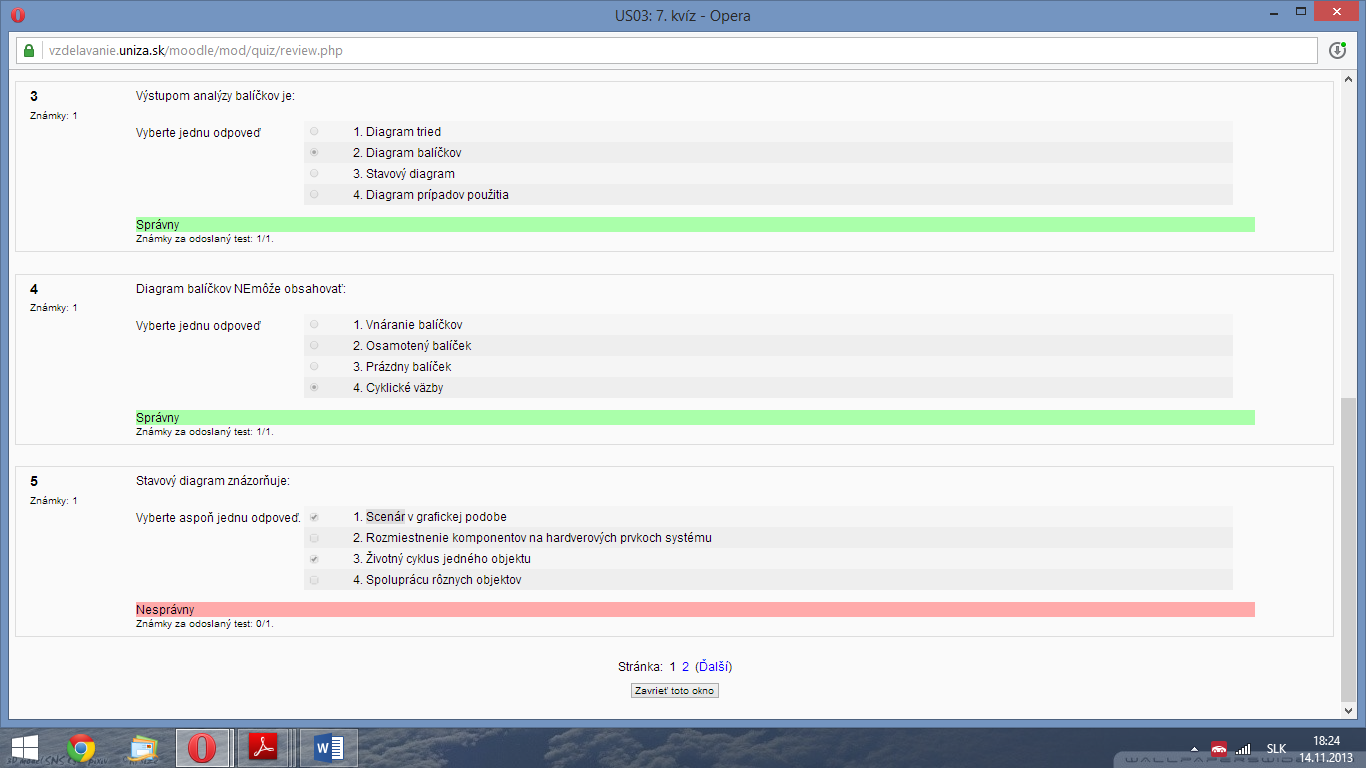 US03: 7. kvíz - Opera
vzdelavanie.uniza.sk/moodle/mod/quiz/review.php
3
Známky: 1
Výstupom analýzy balíčkov je:
Vyberte jednu odpoveď
1. Diagram tried
2. Diagram balíčkov
3. Stavový diagram
4. Diagram prípadov použitia
Správny
Známky za odoslaný test: 1/1.
4
Známky: 1
Diagram balíčkov NEmôže obsahovať:
Vyberte jednu odpoveď
1. Vnáranie balíčkov
2. Osamotený balíček
3. Prázdny balíček
4. Cyklické väzby
Správny
Známky za odoslaný test: 1/1.
5
Známky: 1
Stavový diagram znázorňuje:
Vyberte aspoň jednu odpoveď.
1. Scenár v grafickej podobe
2. Rozmiestnenie komponentov na hardverových prvkoch systému
3. Životný cyklus jedného objektu
4. Spoluprácu rôznych objektov
Nesprávny
Známky za odoslaný test: 0/1.
Stránka: 1 2 (Ďalší)
Zavrieť toto okno
SLK
18:24
14.11.2013